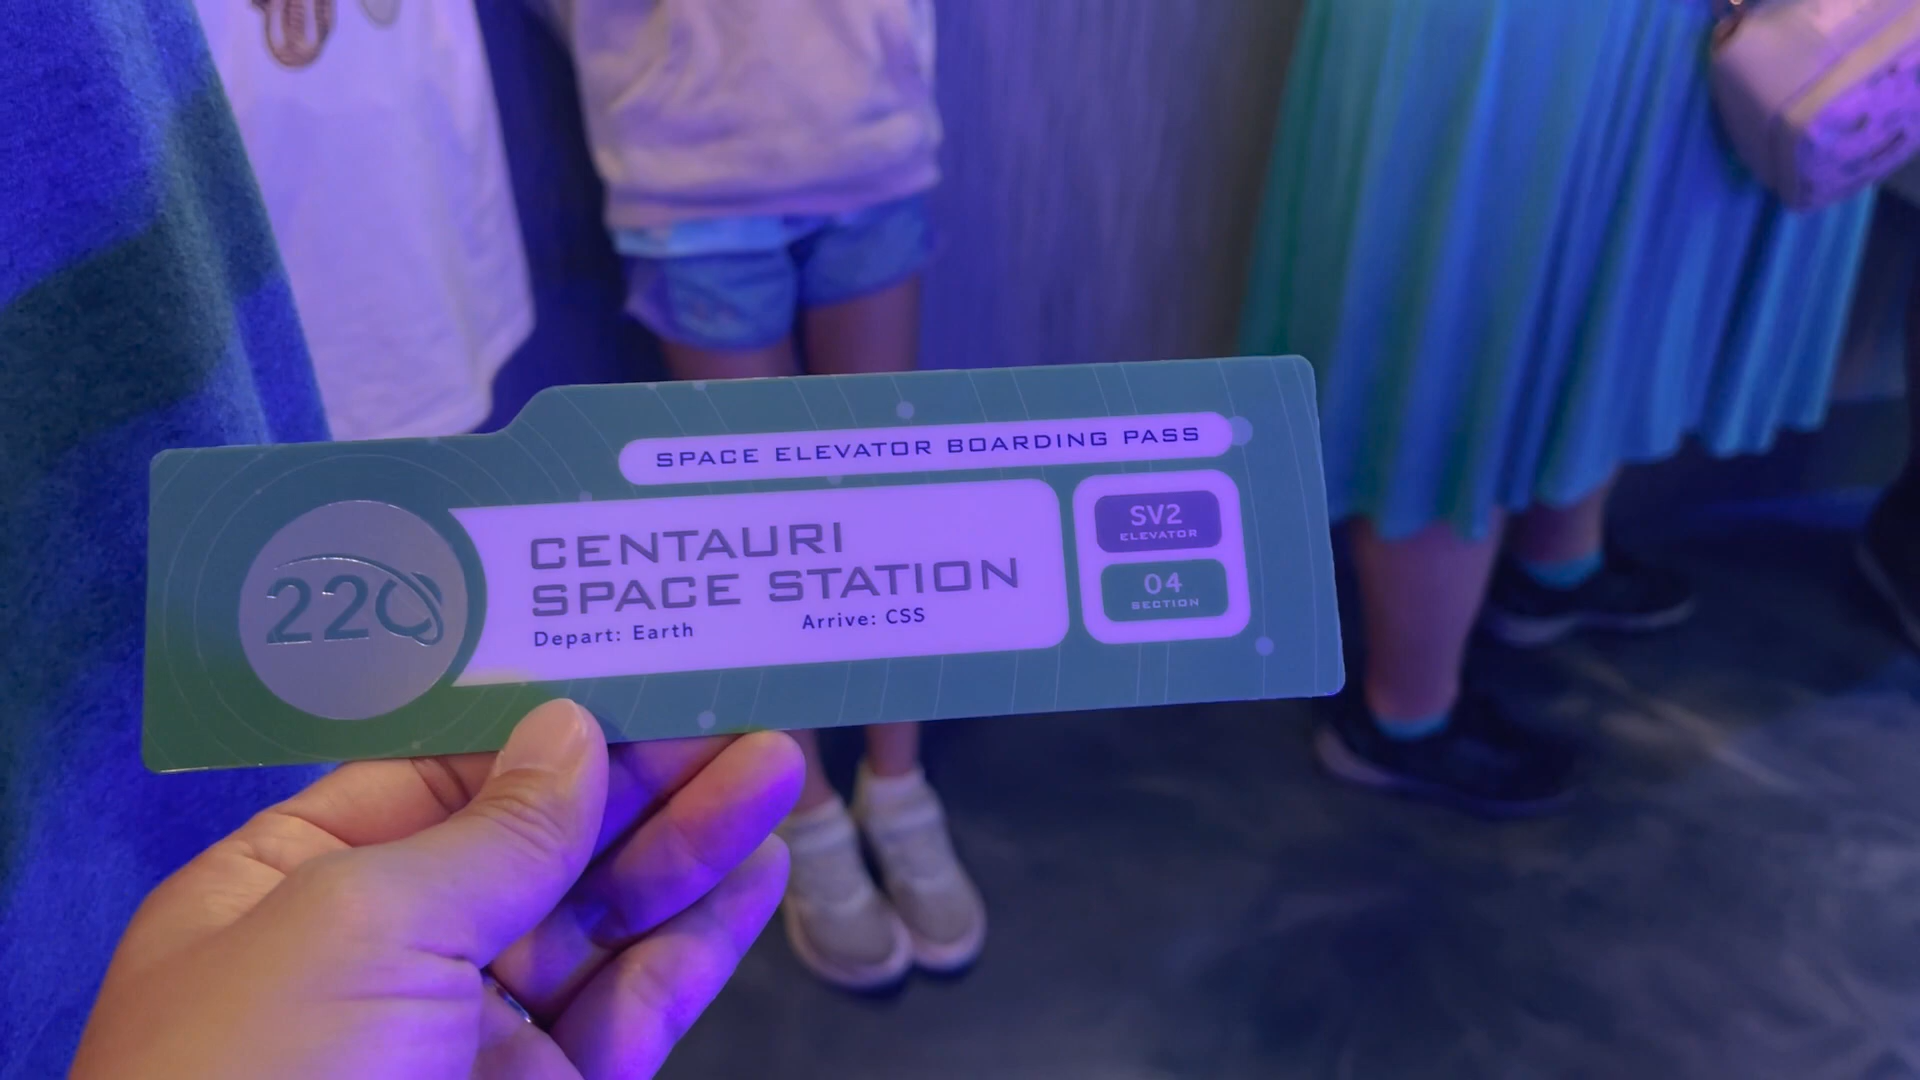 SPACE ELEVATOR BOARDING PASS
220
CENTAURI
SPACE STATION
Depart: Earth Arrive: CSS
SV2
ELEVATOR
04
SECTION